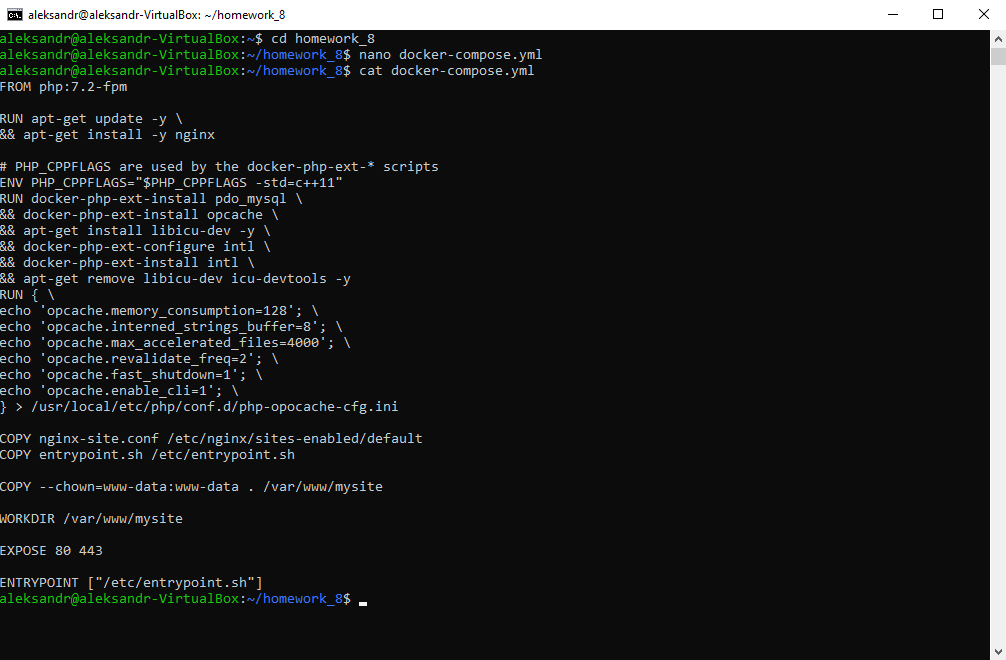 aleksandr@aleksandr-VirtualBox: ~/homework_8
aleksandr@aleksandr-VirtualBox:~$ cd homework_8
aleksandr@aleksandr-VirtualBox:~/homework_8$ nano docker-compose.yml
aleksandr@aleksandr-VirtualBox:~/homework_8$ cat docker-compose.yml
FROM php:7.2-fpm

RUN apt-get update -y \
&& apt-get install -y nginx

# PHP_CPPFLAGS are used by the docker-php-ext-* scripts
ENV PHP_CPPFLAGS="$PHP_CPPFLAGS -std=c++11"
RUN docker-php-ext-install pdo_mysql \
&& docker-php-ext-install opcache \
&& apt-get install libicu-dev -y \
&& docker-php-ext-configure intl \
&& docker-php-ext-install intl \
&& apt-get remove libicu-dev icu-devtools -y
RUN { \
echo 'opcache.memory_consumption=128'; \
echo 'opcache.interned_strings_buffer=8'; \
echo 'opcache.max_accelerated_files=4000'; \
echo 'opcache.revalidate_freq=2'; \
echo 'opcache.fast_shutdown=1'; \
echo 'opcache.enable_cli=1'; \
} > /usr/local/etc/php/conf.d/php-opocache-cfg.ini

COPY nginx-site.conf /etc/nginx/sites-enabled/default
COPY entrypoint.sh /etc/entrypoint.sh

COPY --chown=www-data:www-data . /var/www/mysite

WORKDIR /var/www/mysite

EXPOSE 80 443

ENTRYPOINT ["/etc/entrypoint.sh"]
aleksandr@aleksandr-VirtualBox:~/homework_8$